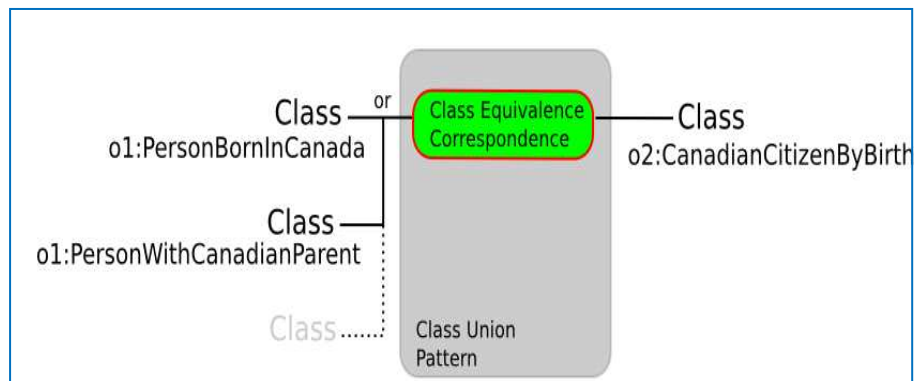 Class
or
o1:PersonBornInCanada
Class
o1:PersonWithCanadianParent
Class
Class Equivalence
Correspondence
Class Union
Pattern
Class
o2:CanadianCitizenByBirth